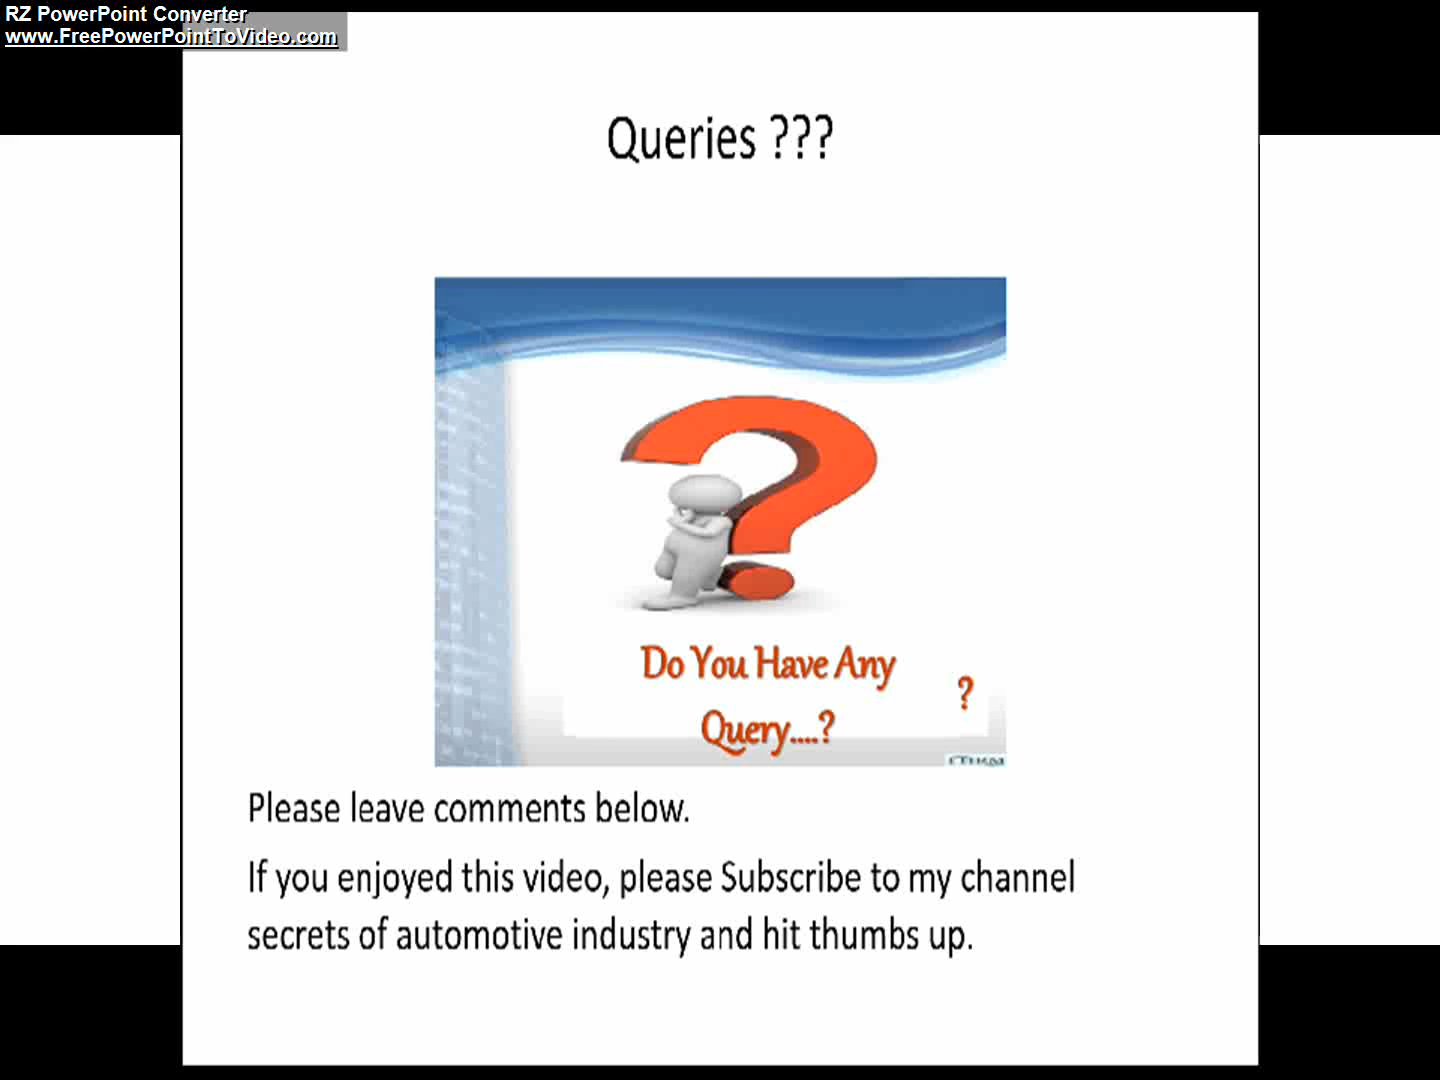 RZ PowerPoint Converter
www.FreePowerPointToVideo.com
Queries ???
Do You Have Any
?
Query....?
Please leave comments below.
If you enjoyed this video, please Subscribe to my channel
secrets of automotive industry and hit thumbs up.